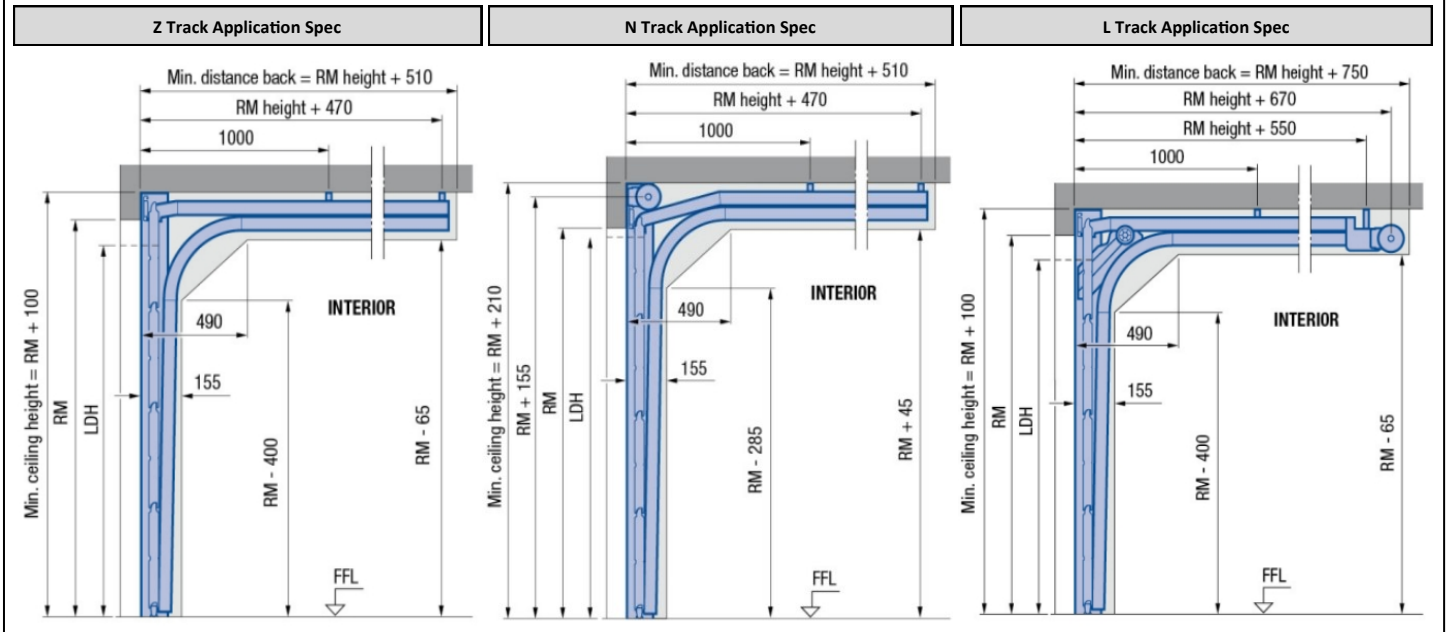 Z Track Application Spec
N Track Application Spec
L Track Application Spec
Min. distance back = RM height + 510
RM height + 470
1000
Min. ceiling height = RM + 100
RM
LDH
490
155
INTERIOR
RM - 400
RM - 65
FFL
Min. distance back = RM height + 510
RM height + 470
1000
Min. ceiling height = RM + 210
RM + 155
RM
LDH
490
155
INTERIOR
RM - 285
RM + 45
FFL
Min. distance back = RM height + 750
RM height + 670
RM height + 550
1000
Min. ceiling height = RM + 100
RM
LDH
490
155
INTERIOR
RM - 400
RM - 65
FFL